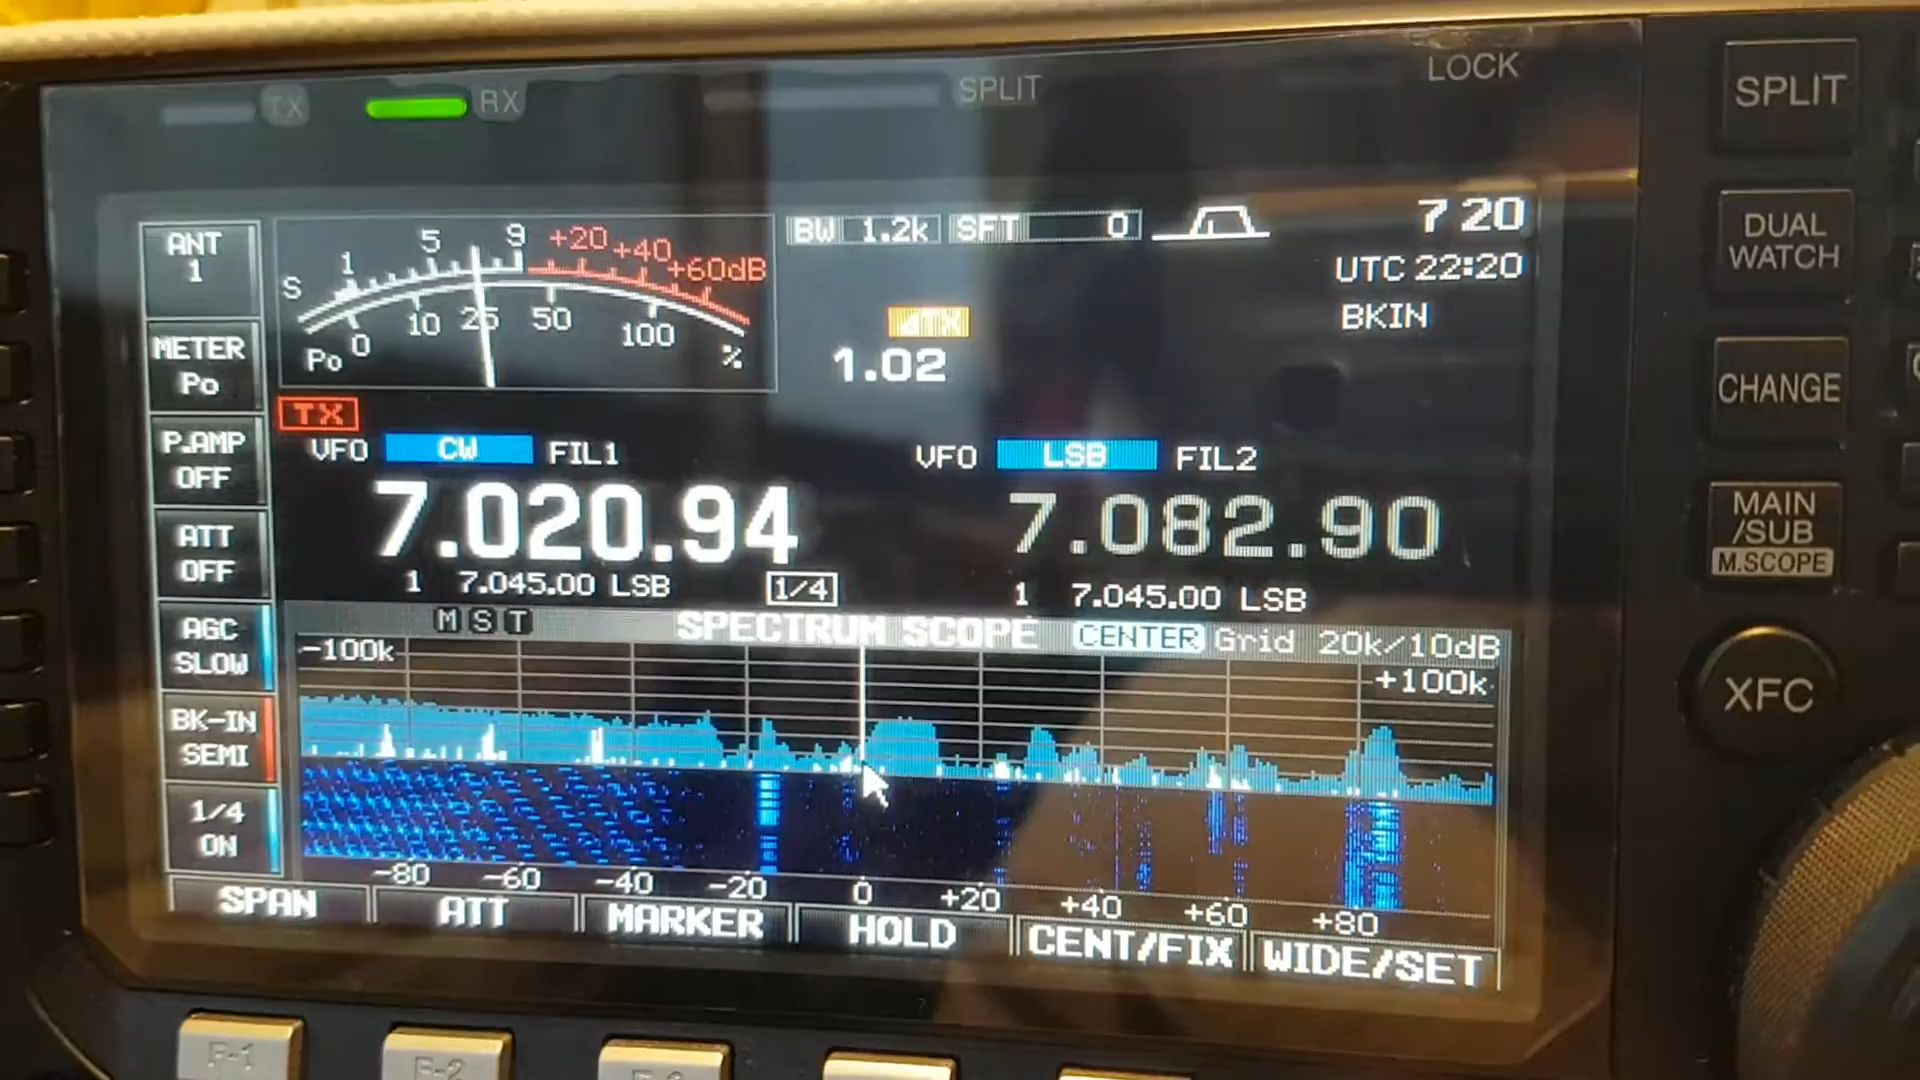 TX RX SPLIT LOCK
SPLIT
DUAL WATCH
CHANGE
MAIN /SUB
M.SCOPE
XFC
ANT 1
METER Po
P.AMP OFF
ATT OFF
AGC SLOW
BK-IN SEMI
1/4 ON
S 1 5 9 +20 +40 +60dB
Po 0 10 25 50 100 %
BW 1.2k SFT 0
7 20
UTC 22:20
BKIN
⊿TX
1.02
TX
VFO CW FIL1
7.020.94
1 7.045.00 LSB 1/4
VFO LSB FIL2
7.082.90
1 7.045.00 LSB
M S T SPECTRUM SCOPE CENTER Grid 20k/10dB
-100k +100k
-80 -60 -40 -20 0 +20 +40 +60 +80
SPAN ATT MARKER HOLD CENT/FIX WIDE/SET
F-1 F-2